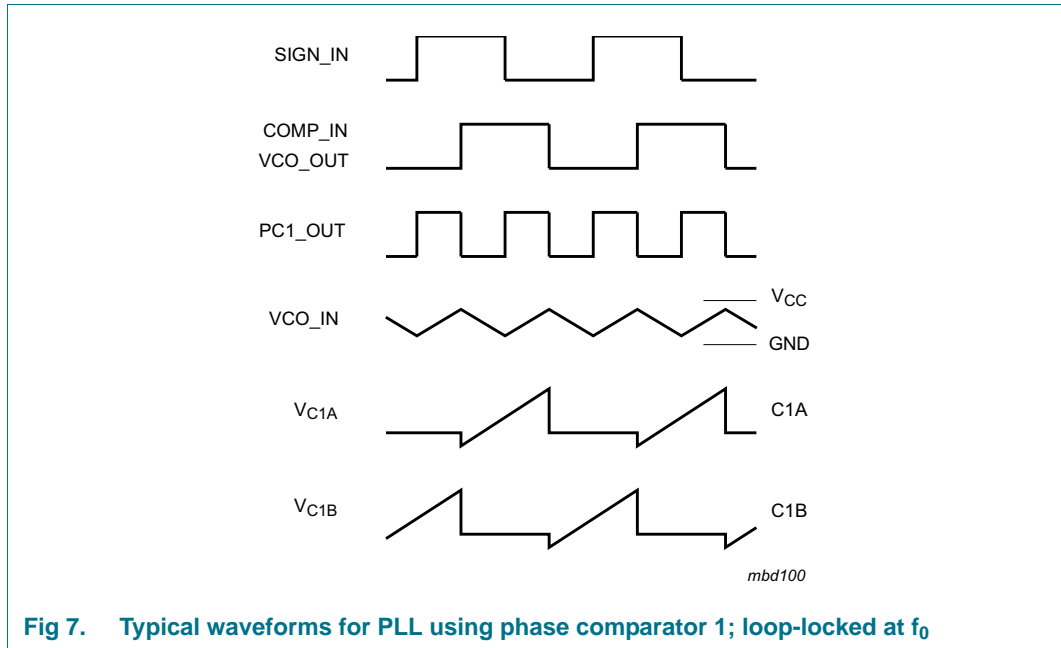 SIGN_IN
COMP_IN
VCO_OUT
PC1_OUT
VCO_IN
VCC
GND
VC1A
C1A
VC1B
C1B
mbd100
Fig 7. Typical waveforms for PLL using phase comparator 1; loop-locked at f0